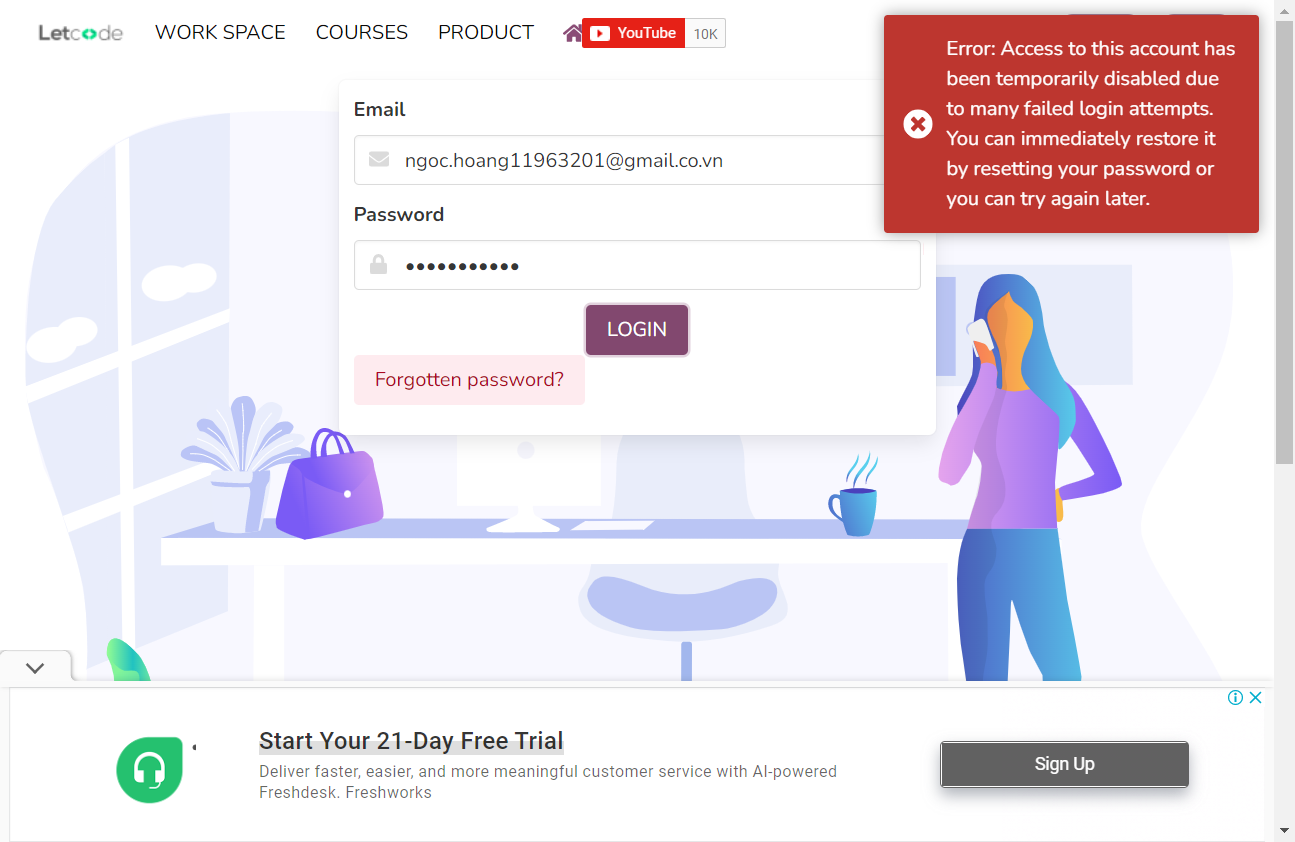 Letcode
WORK SPACE
COURSES
PRODUCT
YouTube
10K
Error: Access to this account has
been temporarily disabled due
to many failed login attempts.
You can immediately restore it
by resetting your password or
you can try again later.
Email
ngoc.hoang11963201@gmail.co.vn
Password
•••••••••••
LOGIN
Forgotten password?
Start Your 21-Day Free Trial
Deliver faster, easier, and more meaningful customer service with AI-powered
Freshdesk. Freshworks
Sign Up